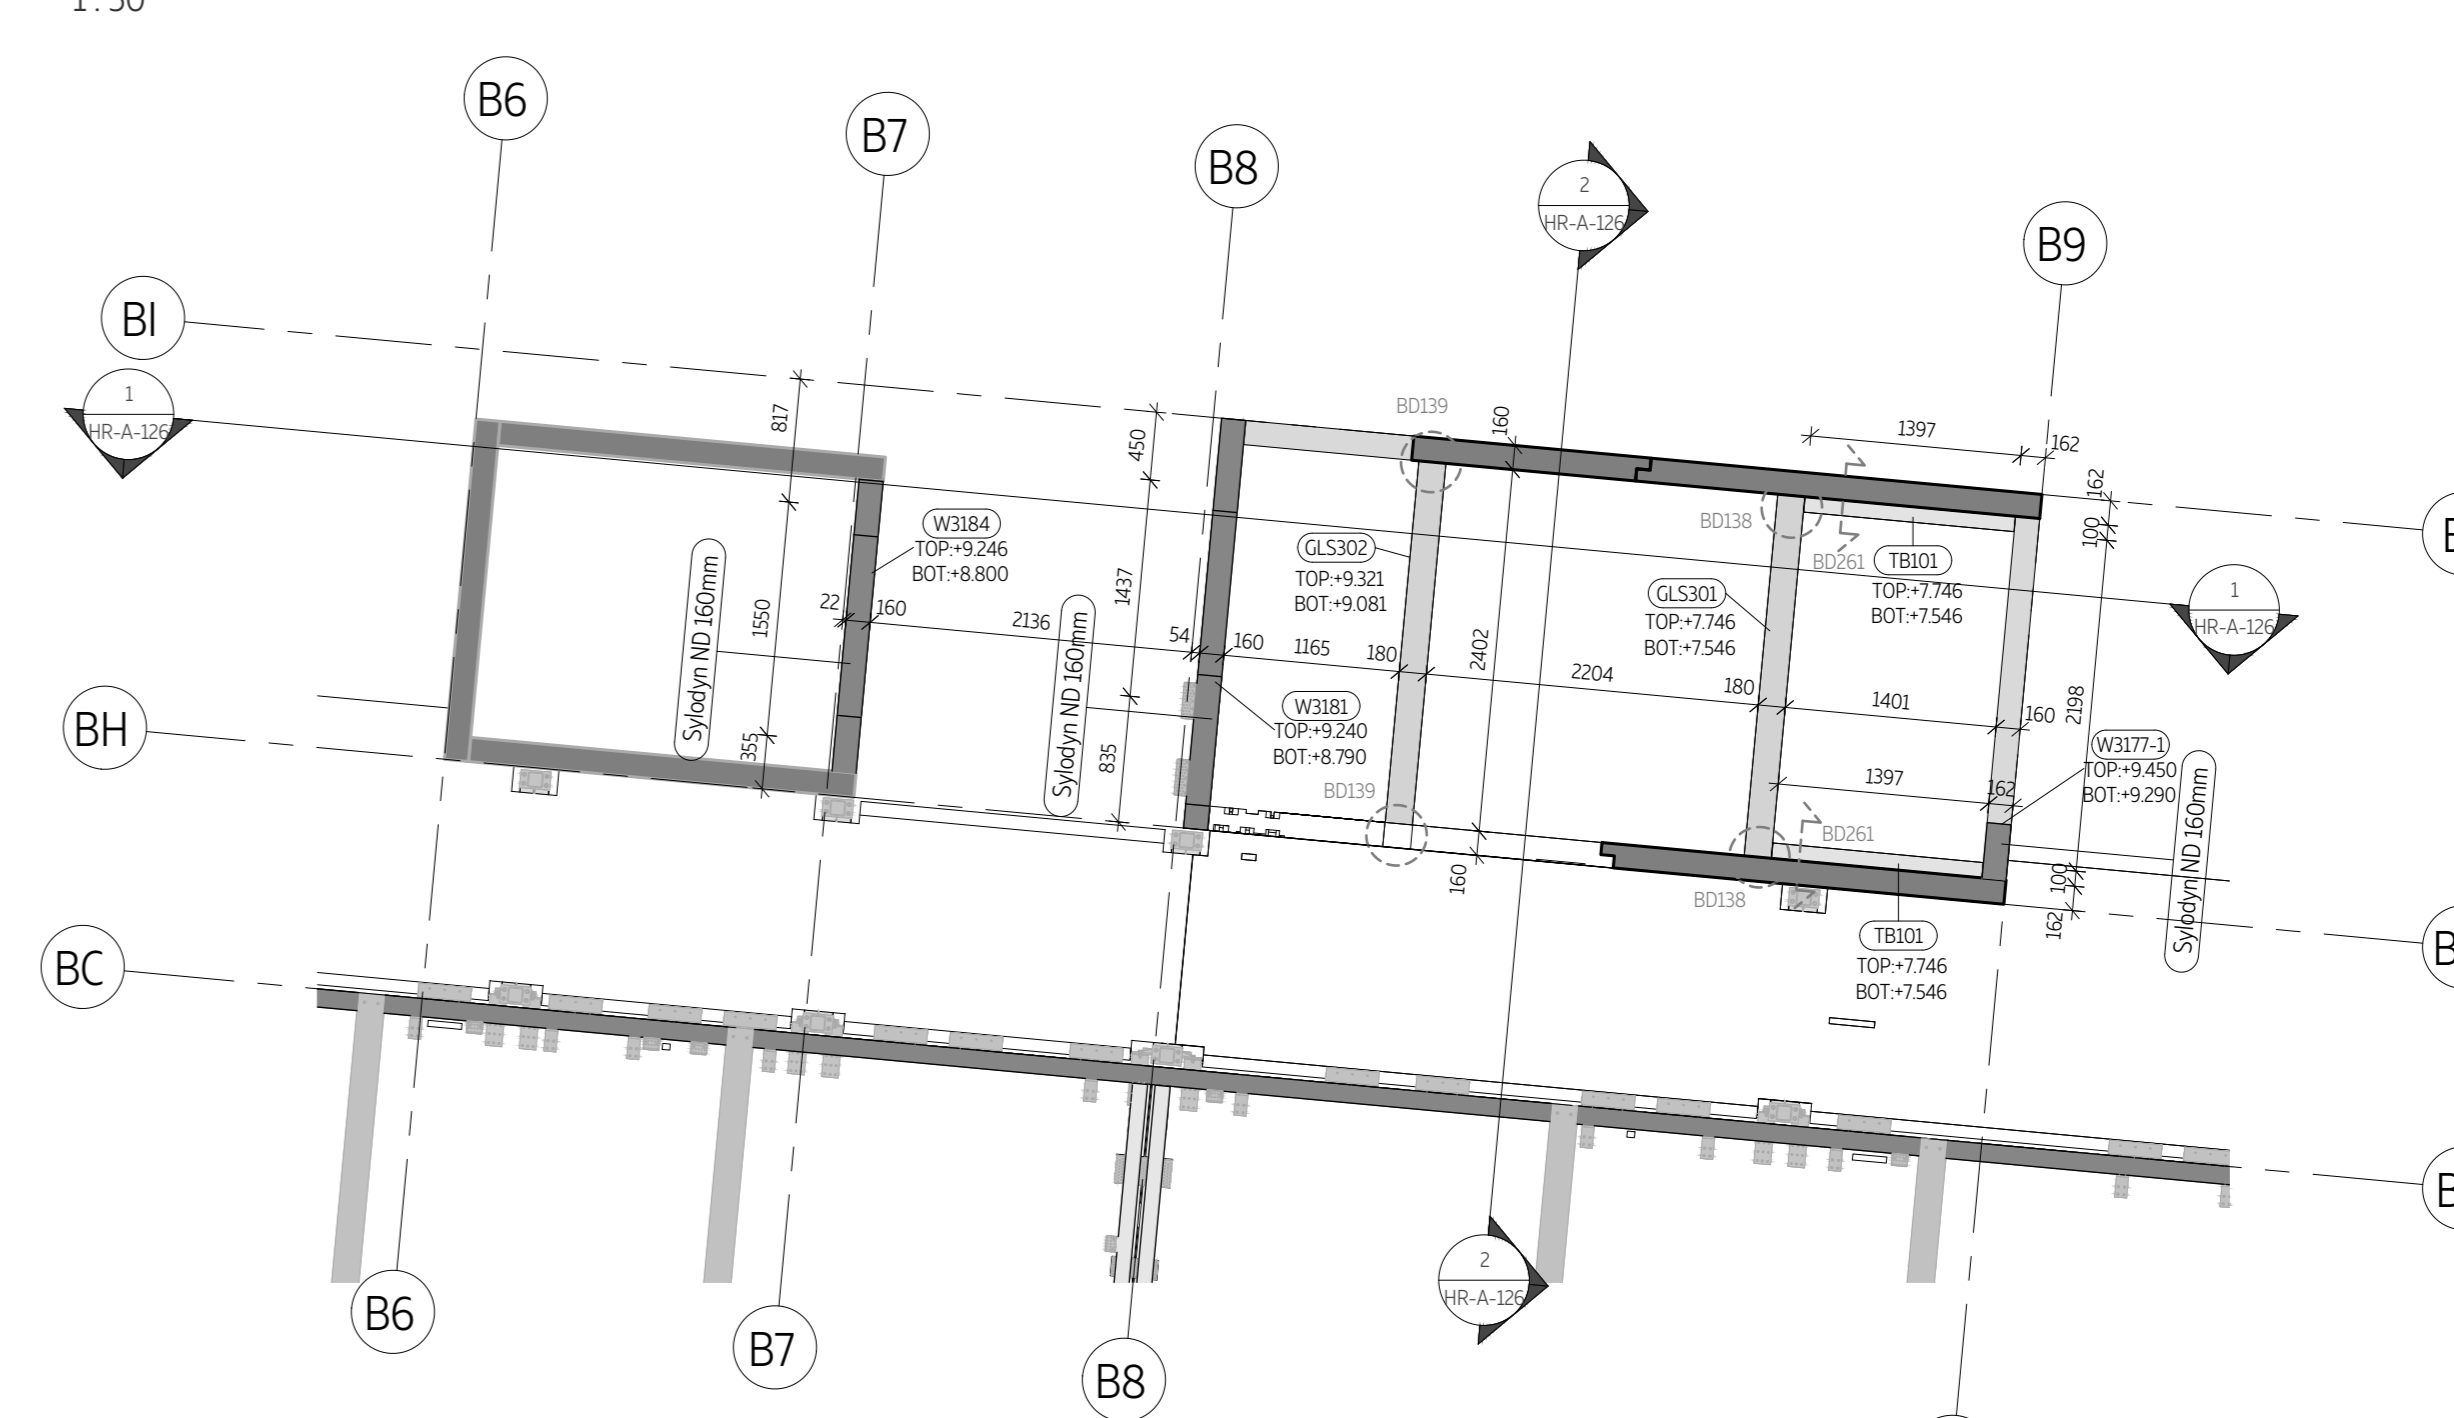 1:50
B6
B7
B8
2
HR-A-126
B9
BI
1
HR-A-126
817
450
BD139
160
1397
162
162
100
W3184
TOP:+9.246
BOT:+8.800
GLS302
TOP:+9.321
BOT:+9.081
BD138
BD261
TB101
TOP:+7.746
BOT:+7.546
GLS301
TOP:+7.746
BOT:+7.546
1
HR-A-126
Sylodyn ND 160mm
1550
22
160
2136
1437
Sylodyn ND 160mm
54
160
1165
180
2402
2204
180
1401
160
2198
BH
355
835
W3181
TOP:+9.240
BOT:+8.790
BD139
1397
162
W3177-1
TOP:+9.450
BOT:+9.290
BD261
Sylodyn ND 160mm
160
BD138
100
162
TB101
TOP:+7.746
BOT:+7.546
BC
2
HR-A-126
B6
B7
B8